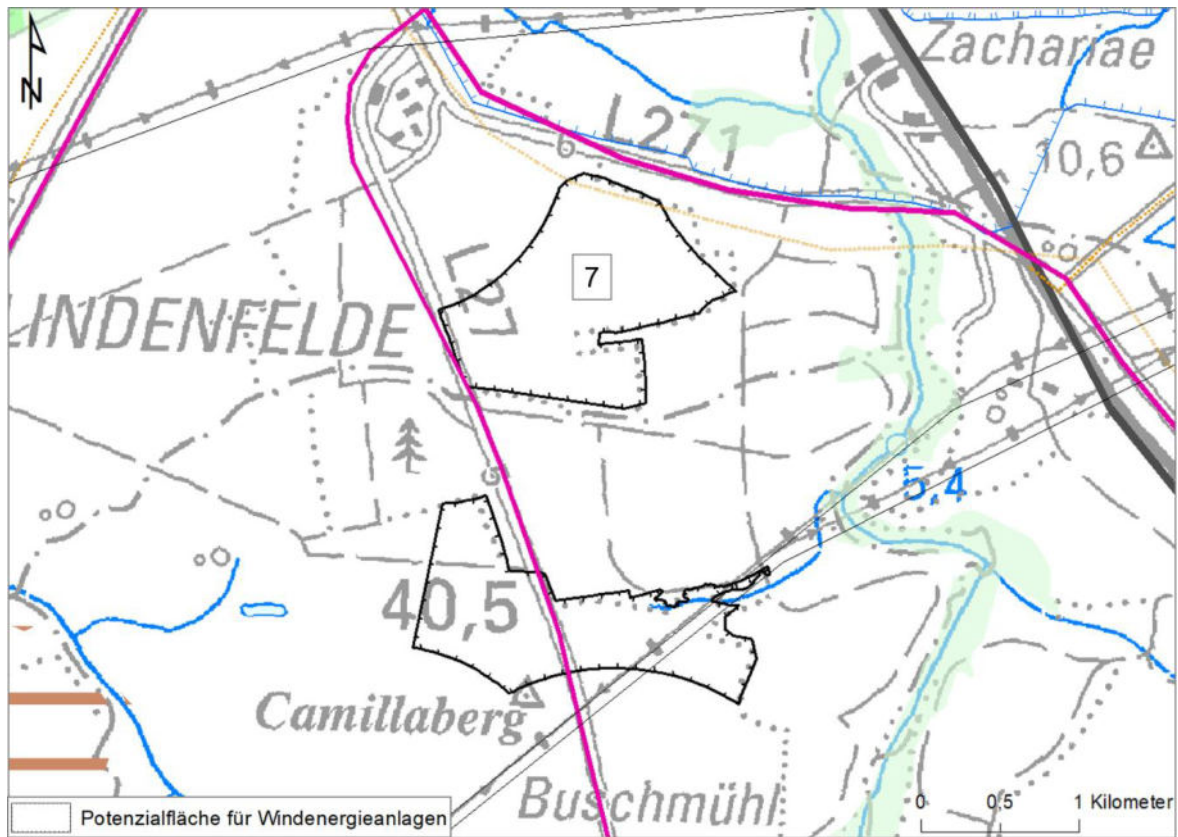 N
Zachariae
L271
30,6
7
L27
LINDENFELDE
5,4
40,5
Camillaberg
Buschmühl
0 0,5 1 Kilometer
Potenzialfläche für Windenergieanlagen